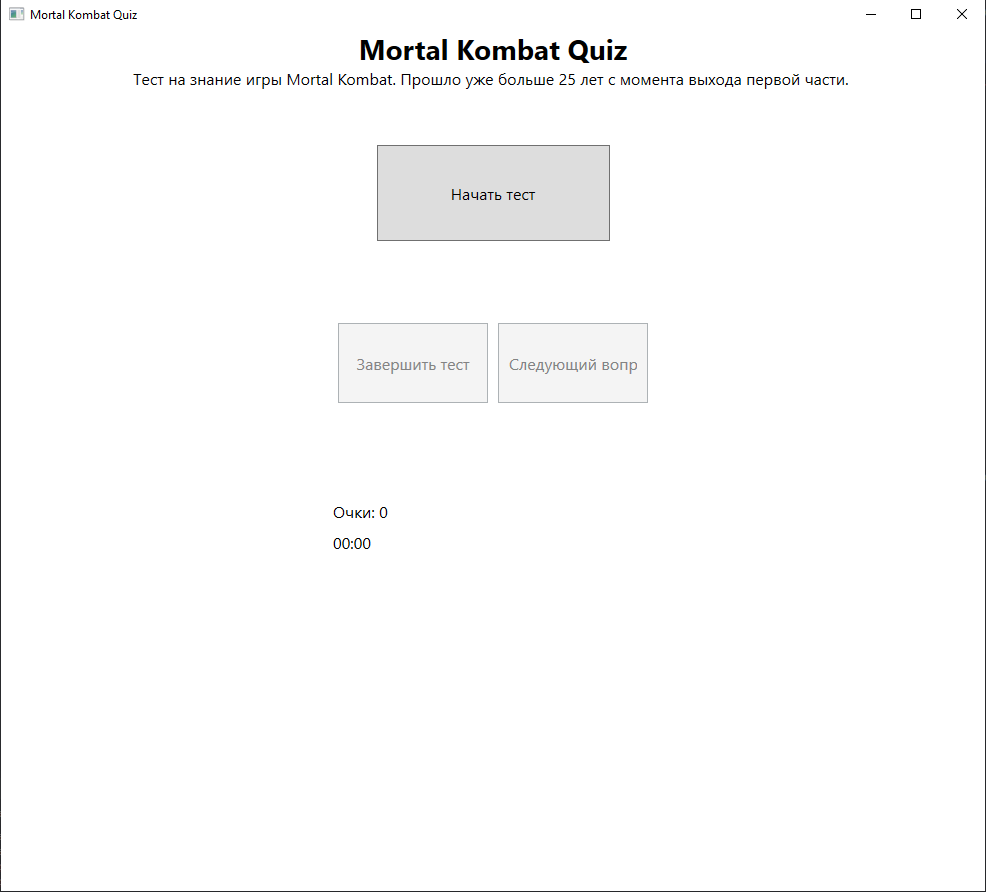 Mortal Kombat Quiz
Mortal Kombat Quiz
Тест на знание игры Mortal Kombat. Прошло уже больше 25 лет с момента выхода первой части.
Начать тест
Завершить тест
Следующий вопр
Очки: 0
00:00